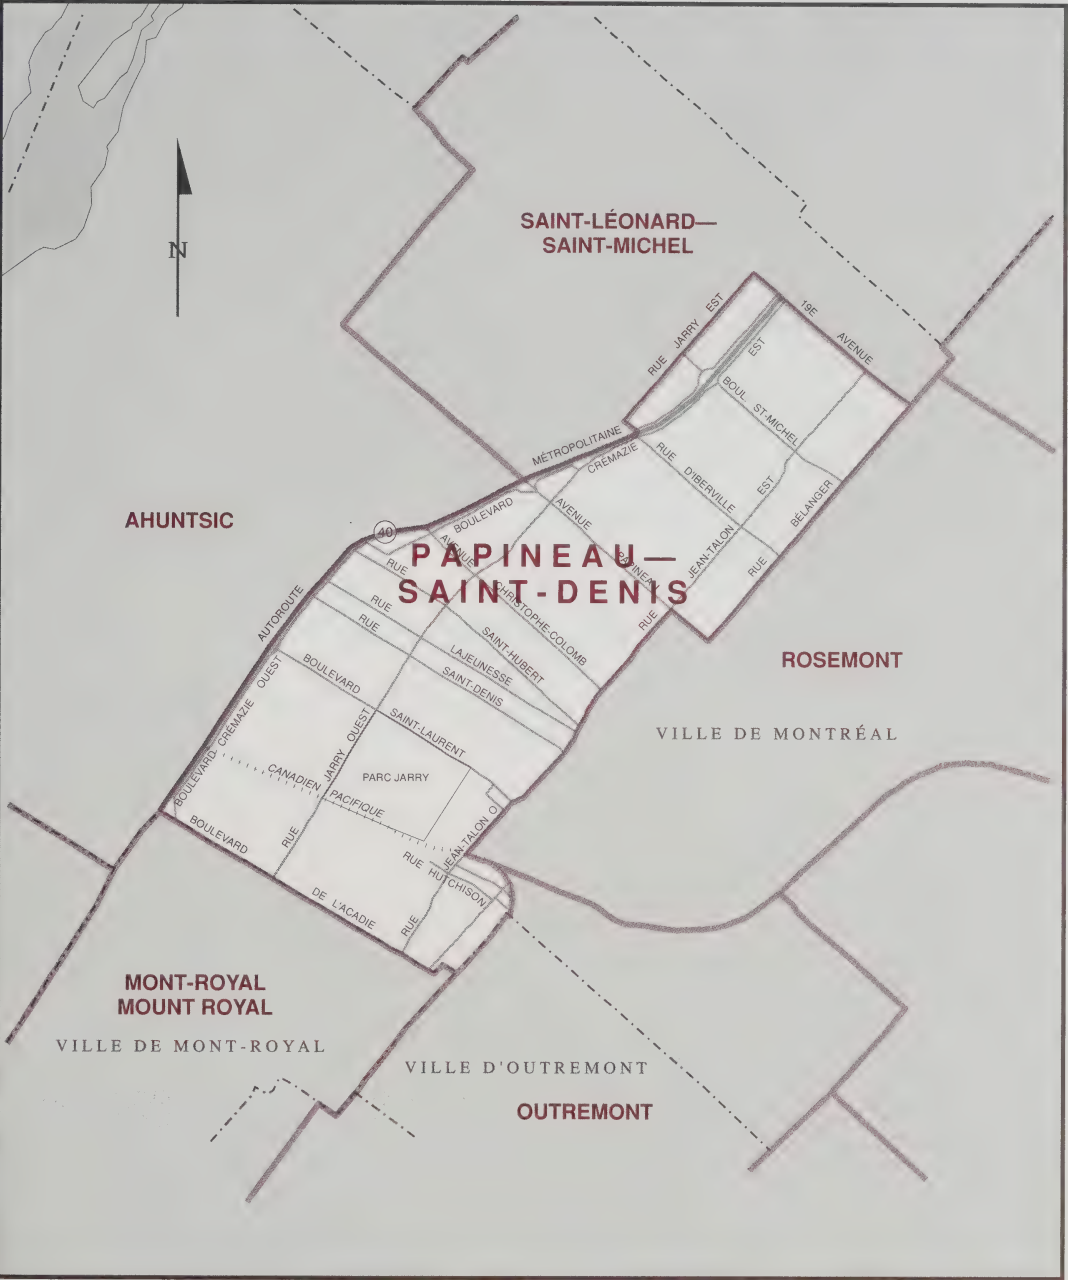 N
SAINT-LÉONARD—
SAINT-MICHEL
RUE JARRY EST
19E AVENUE
EST
BOUL. ST-MICHEL
MÉTROPOLITAINE
CRÉMAZIE
RUE D'IBERVILLE
EST
BÉLANGER
AHUNTSIC
BOULEVARD
AVENUE
40
PAPINEAU—
SAINT-DENIS
AVENUE
PAPINEAU
JEAN-TALON
RUE
RUE
CHRISTOPHE-COLOMB
AUTOROUTE
RUE
RUE
RUE
SAINT-HUBERT
LAJEUNESSE
SAINT-DENIS
ROSEMONT
BOULEVARD
OUEST
SAINT-LAURENT
OUEST
VILLE DE MONTRÉAL
CRÉMAZIE
BOULEVARD
CANADIEN
JARRY
PARC JARRY
PACIFIQUE
BOULEVARD
RUE
JEAN-TALON O
RUE HUTCHISON
DE L'ACADIE
RUE
MONT-ROYAL
MOUNT ROYAL
VILLE DE MONT-ROYAL
VILLE D'OUTREMONT
OUTREMONT